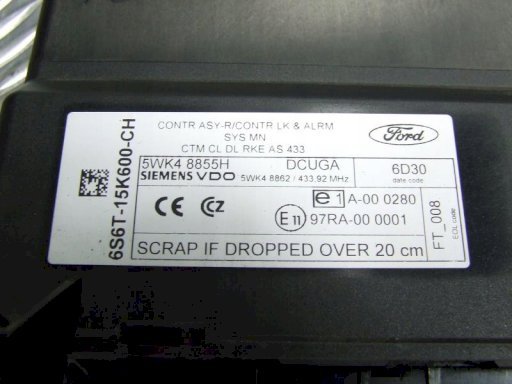 CONTR ASY-R/CONTR LK & ALRM
SYS MN
CTM CL DL RKE AS 433
Ford
6S6T-15K600-CH
5WK4 8855H DCUGA
SIEMENS VDO 5WK4 8862 / 433.92 MHz
6D30
date code
CE CZ
e1 A-00 0280
E11 97RA-00 0001
FT_008
EOL code
SCRAP IF DROPPED OVER 20 cm